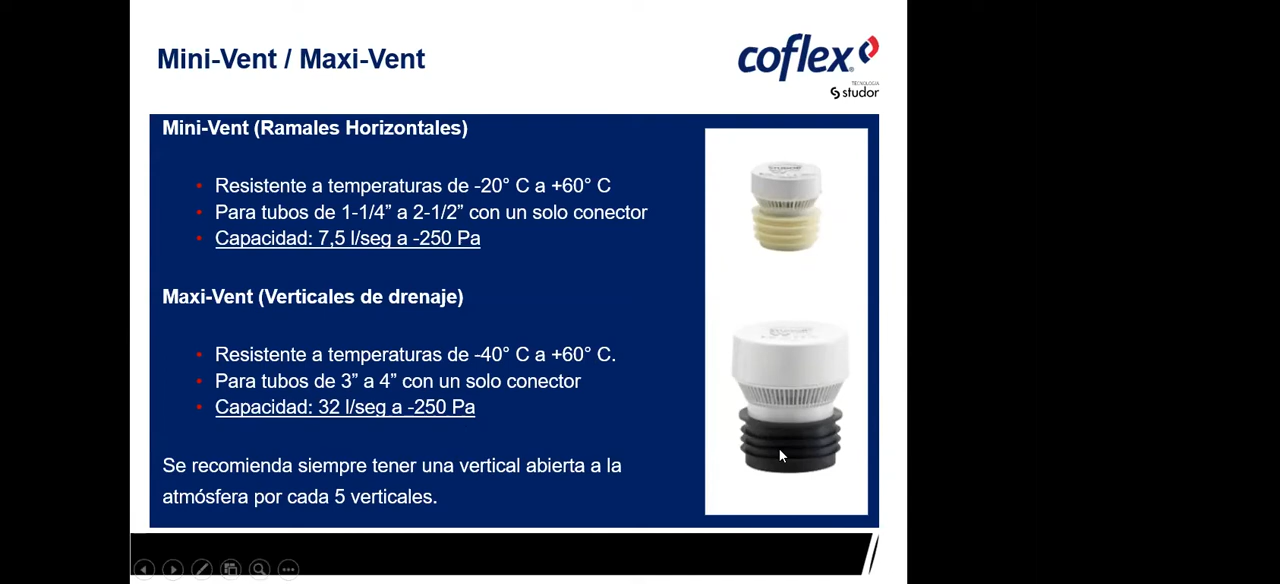 Mini-Vent / Maxi-Vent
coflex
TECNOLOGÍA
studor
Mini-Vent (Ramales Horizontales)
• Resistente a temperaturas de -20° C a +60° C
• Para tubos de 1-1/4” a 2-1/2” con un solo conector
• Capacidad: 7,5 l/seg a -250 Pa
Maxi-Vent (Verticales de drenaje)
• Resistente a temperaturas de -40° C a +60° C.
• Para tubos de 3” a 4” con un solo conector
• Capacidad: 32 l/seg a -250 Pa
Se recomienda siempre tener una vertical abierta a la
atmósfera por cada 5 verticales.